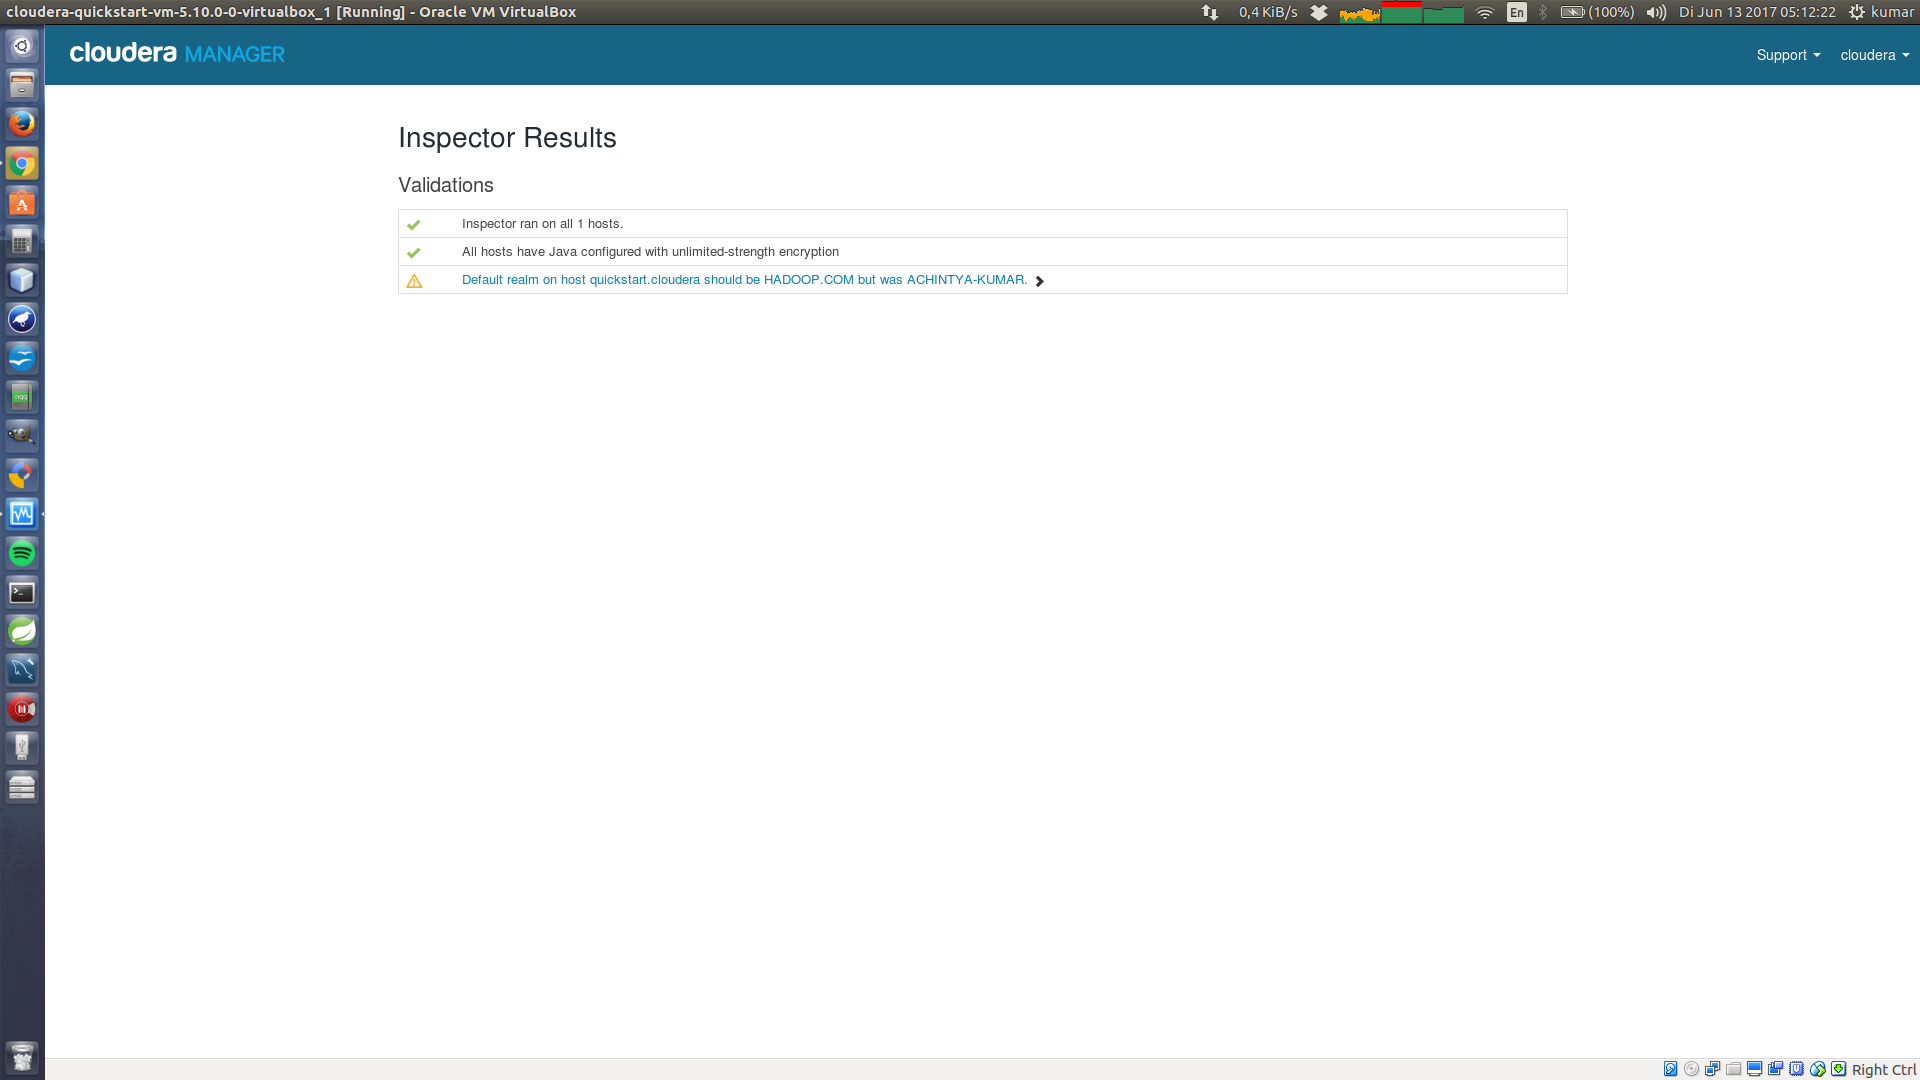 cloudera-quickstart-vm-5.10.0-0-virtualbox_1 [Running] - Oracle VM VirtualBox
0,4 KiB/s
En
(100%)
Di Jun 13 2017 05:12:22
kumar
cloudera MANAGER
Support
cloudera
Inspector Results
Validations
Inspector ran on all 1 hosts.
All hosts have Java configured with unlimited-strength encryption
Default realm on host quickstart.cloudera should be HADOOP.COM but was ACHINTYA-KUMAR.
Right Ctrl